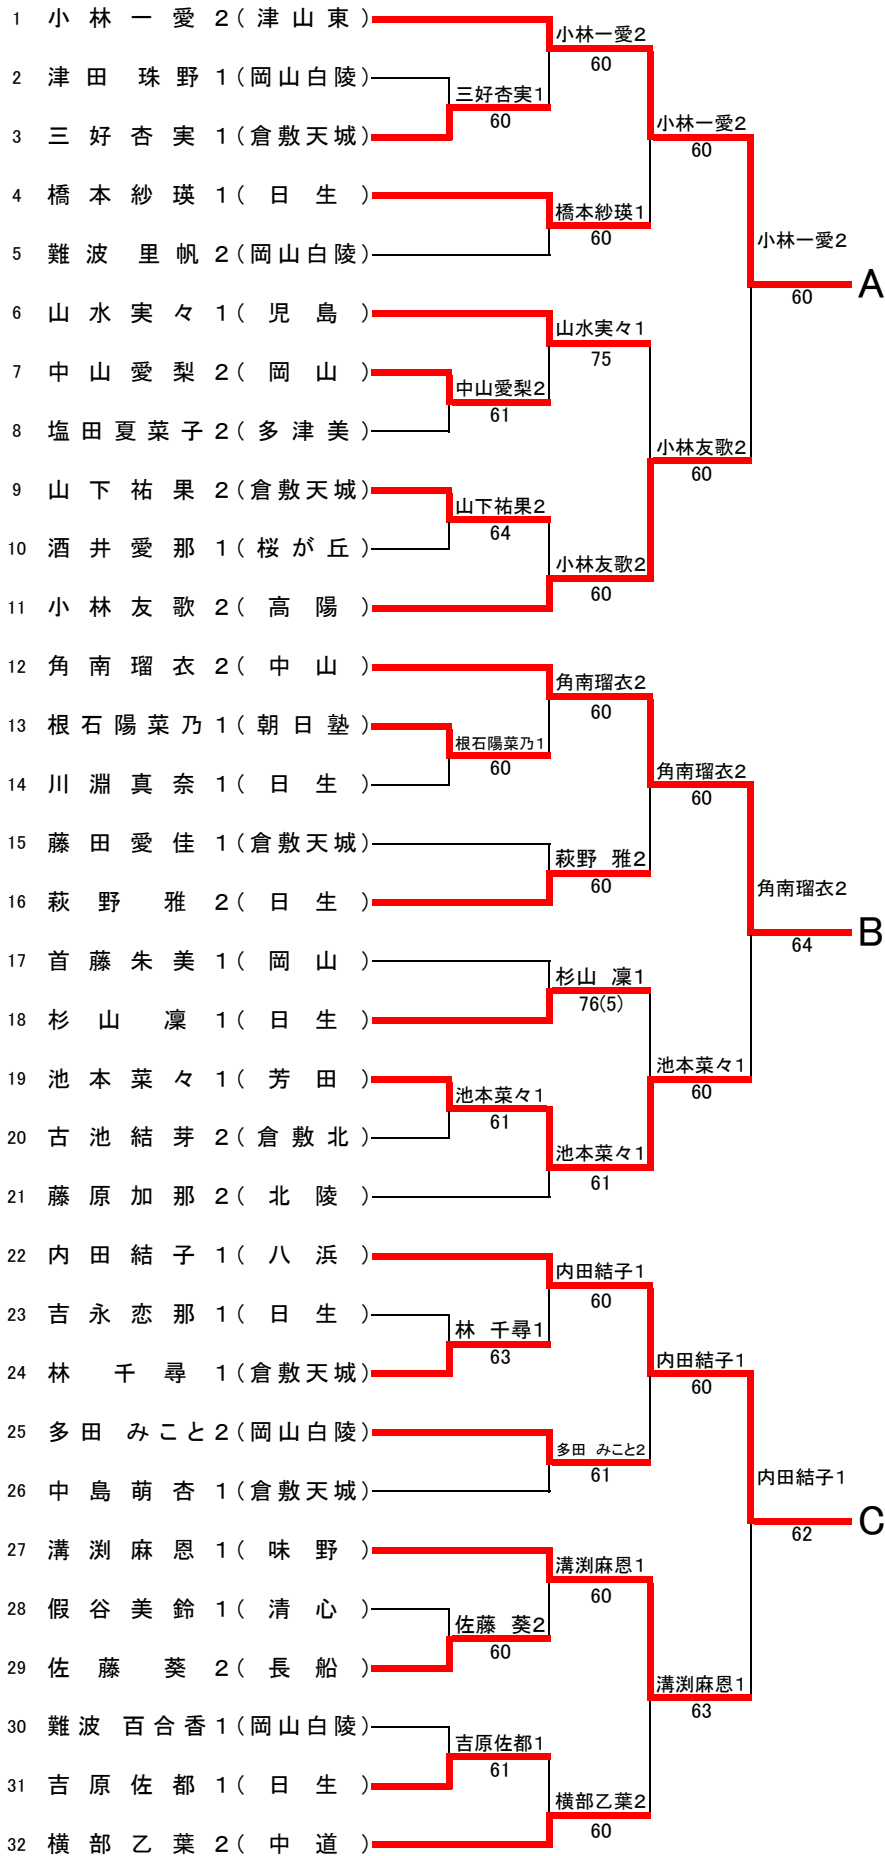 1 小林一愛 2(津山東)
小林一愛2
60
2 津田 珠野 1(岡山白陵)
三好杏実1
60
3 三好杏実 1(倉敷天城)
小林一愛2
60
4 橋本紗瑛 1(日生)
橋本紗瑛1
60
5 難波 里帆 2(岡山白陵)
小林一愛2
60
A
6 山水実々 1(児島)
山水実々1
75
7 中山愛梨 2(岡山)
中山愛梨2
61
8 塩田夏菜子 2(多津美)
小林友歌2
60
9 山下祐果 2(倉敷天城)
山下祐果2
64
10 酒井愛那 1(桜が丘)
小林友歌2
60
11 小林友歌 2(高陽)
12 角南瑠衣 2(中山)
角南瑠衣2
60
13 根石陽菜乃 1(朝日塾)
根石陽菜乃1
60
14 川淵真奈 1(日生)
角南瑠衣2
60
15 藤田愛佳 1(倉敷天城)
萩野 雅2
60
16 萩野 雅 2(日生)
角南瑠衣2
64
B
17 首藤朱美 1(岡山)
杉山 凜1
76(5)
18 杉山 凜 1(日生)
池本菜々1
60
19 池本菜々 1(芳田)
池本菜々1
61
20 古池結芽 2(倉敷北)
池本菜々1
61
21 藤原加那 2(北陵)
22 内田結子 1(八浜)
内田結子1
60
23 吉永恋那 1(日生)
林 千尋1
63
24 林 千尋 1(倉敷天城)
内田結子1
60
25 多田 みこと 2(岡山白陵)
多田 みこと2
61
26 中島萌杏 1(倉敷天城)
内田結子1
62
C
27 溝渕麻恩 1(味野)
溝渕麻恩1
60
28 假谷美鈴 1(清心)
佐藤 葵2
60
29 佐藤 葵 2(長船)
溝渕麻恩1
63
30 難波 百合香 1(岡山白陵)
吉原佐都1
61
31 吉原佐都 1(日生)
横部乙葉2
60
32 横部乙葉 2(中道)